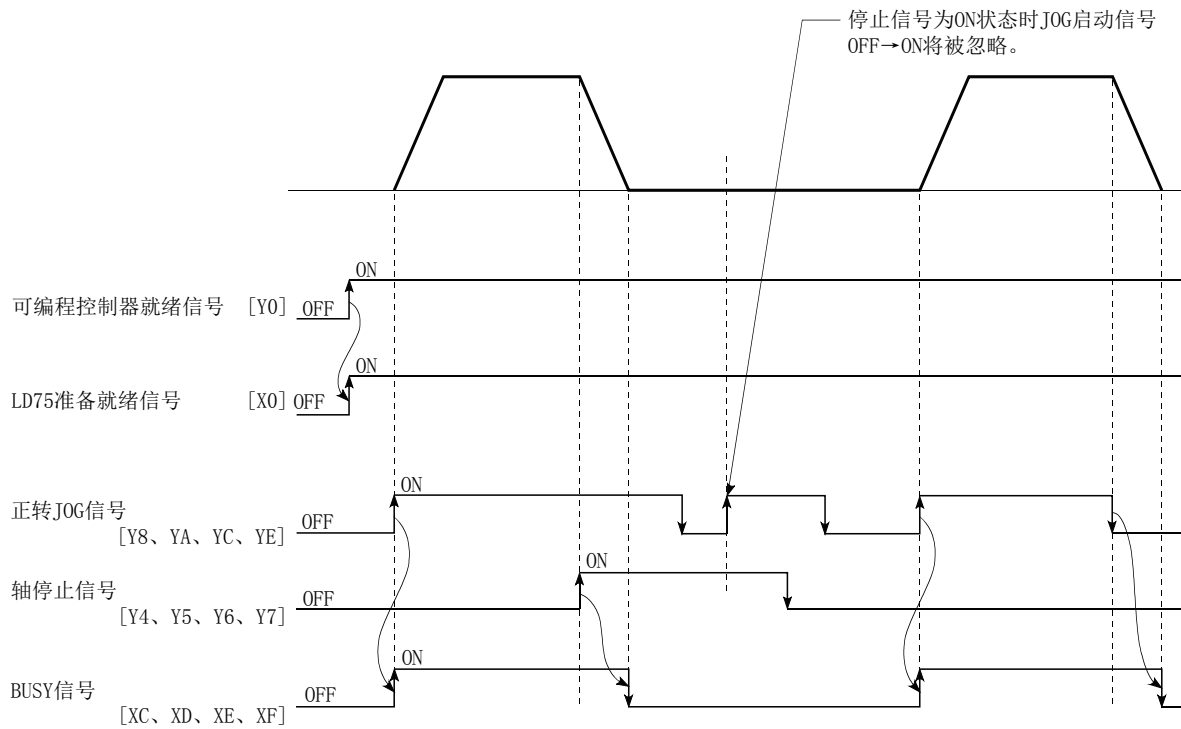 停止信号为ON状态时JOG启动信号
OFF→ON将被忽略。
ON
可编程控制器就绪信号 [Y0] OFF
ON
LD75准备就绪信号 [X0] OFF
ON
正转JOG信号
[Y8、YA、YC、YE] OFF
ON
轴停止信号
[Y4、Y5、Y6、Y7] OFF
ON
BUSY信号
[XC、XD、XE、XF] OFF